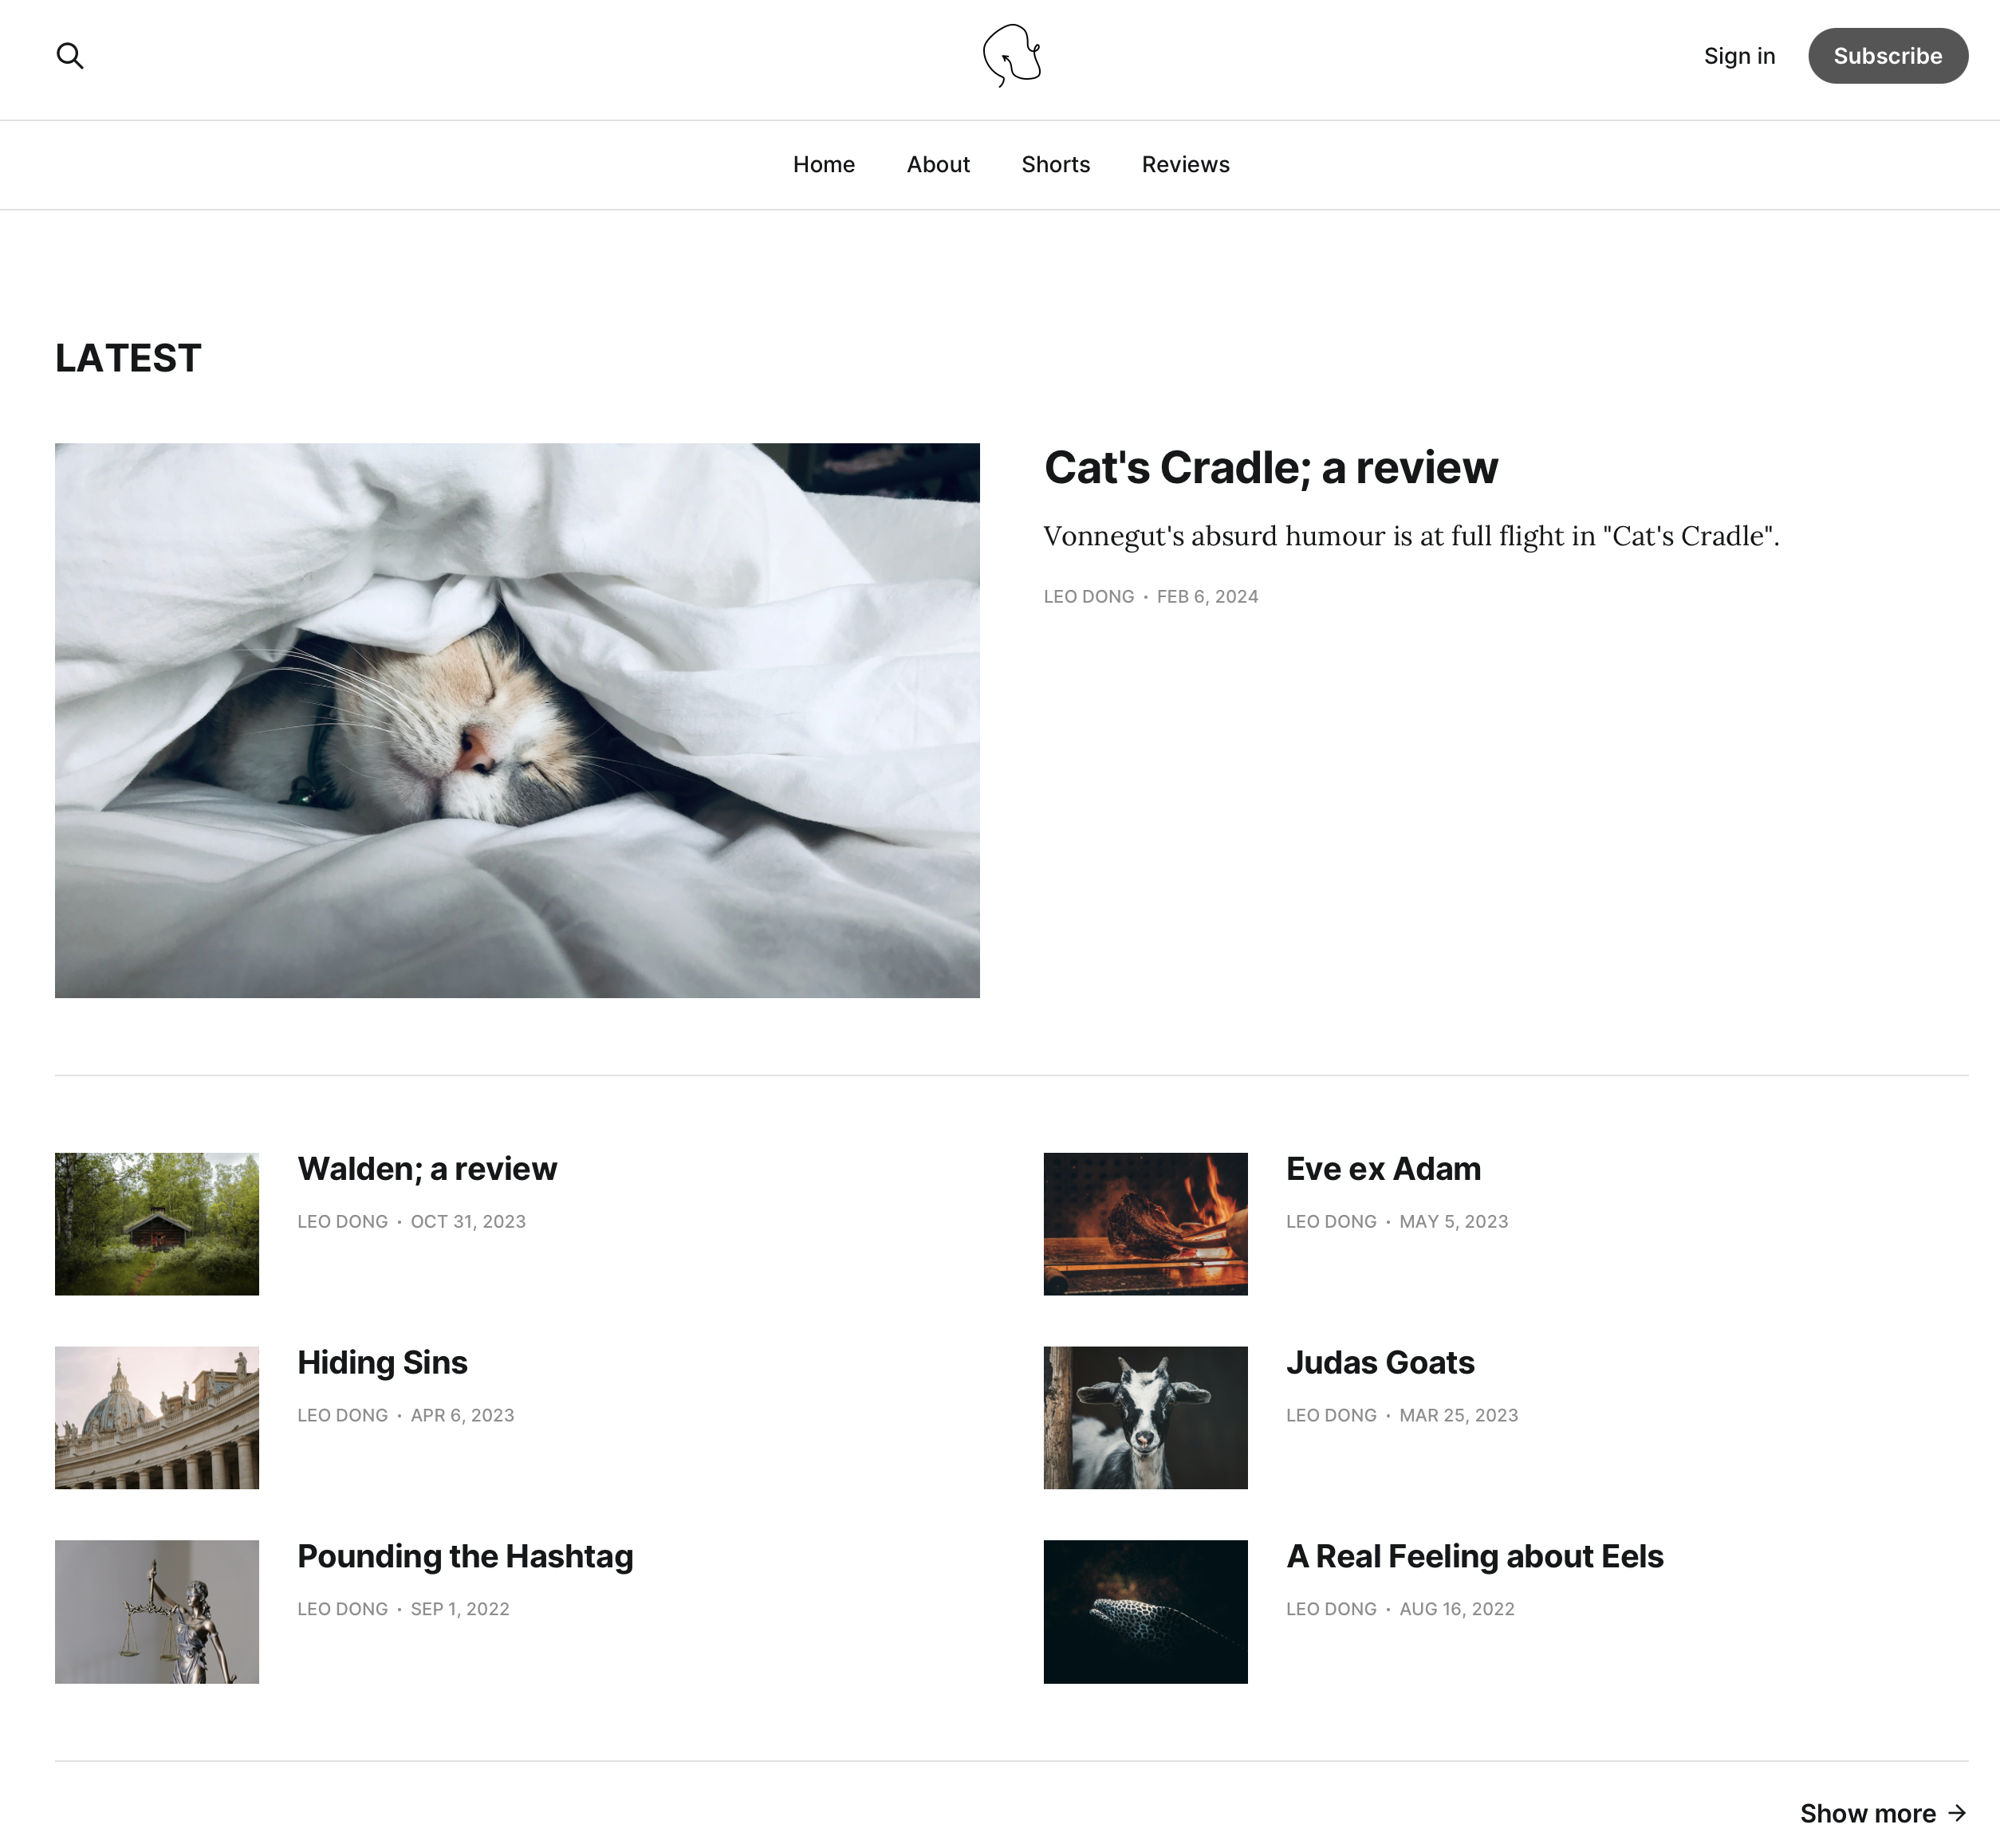 Sign in
Subscribe
Home
About
Shorts
Reviews
LATEST
Cat's Cradle; a review
Vonnegut's absurd humour is at full flight in "Cat's Cradle".
LEO DONG • FEB 6, 2024
Walden; a review
LEO DONG • OCT 31, 2023
Eve ex Adam
LEO DONG • MAY 5, 2023
Hiding Sins
LEO DONG • APR 6, 2023
Judas Goats
LEO DONG • MAR 25, 2023
Pounding the Hashtag
LEO DONG • SEP 1, 2022
A Real Feeling about Eels
LEO DONG • AUG 16, 2022
Show more →